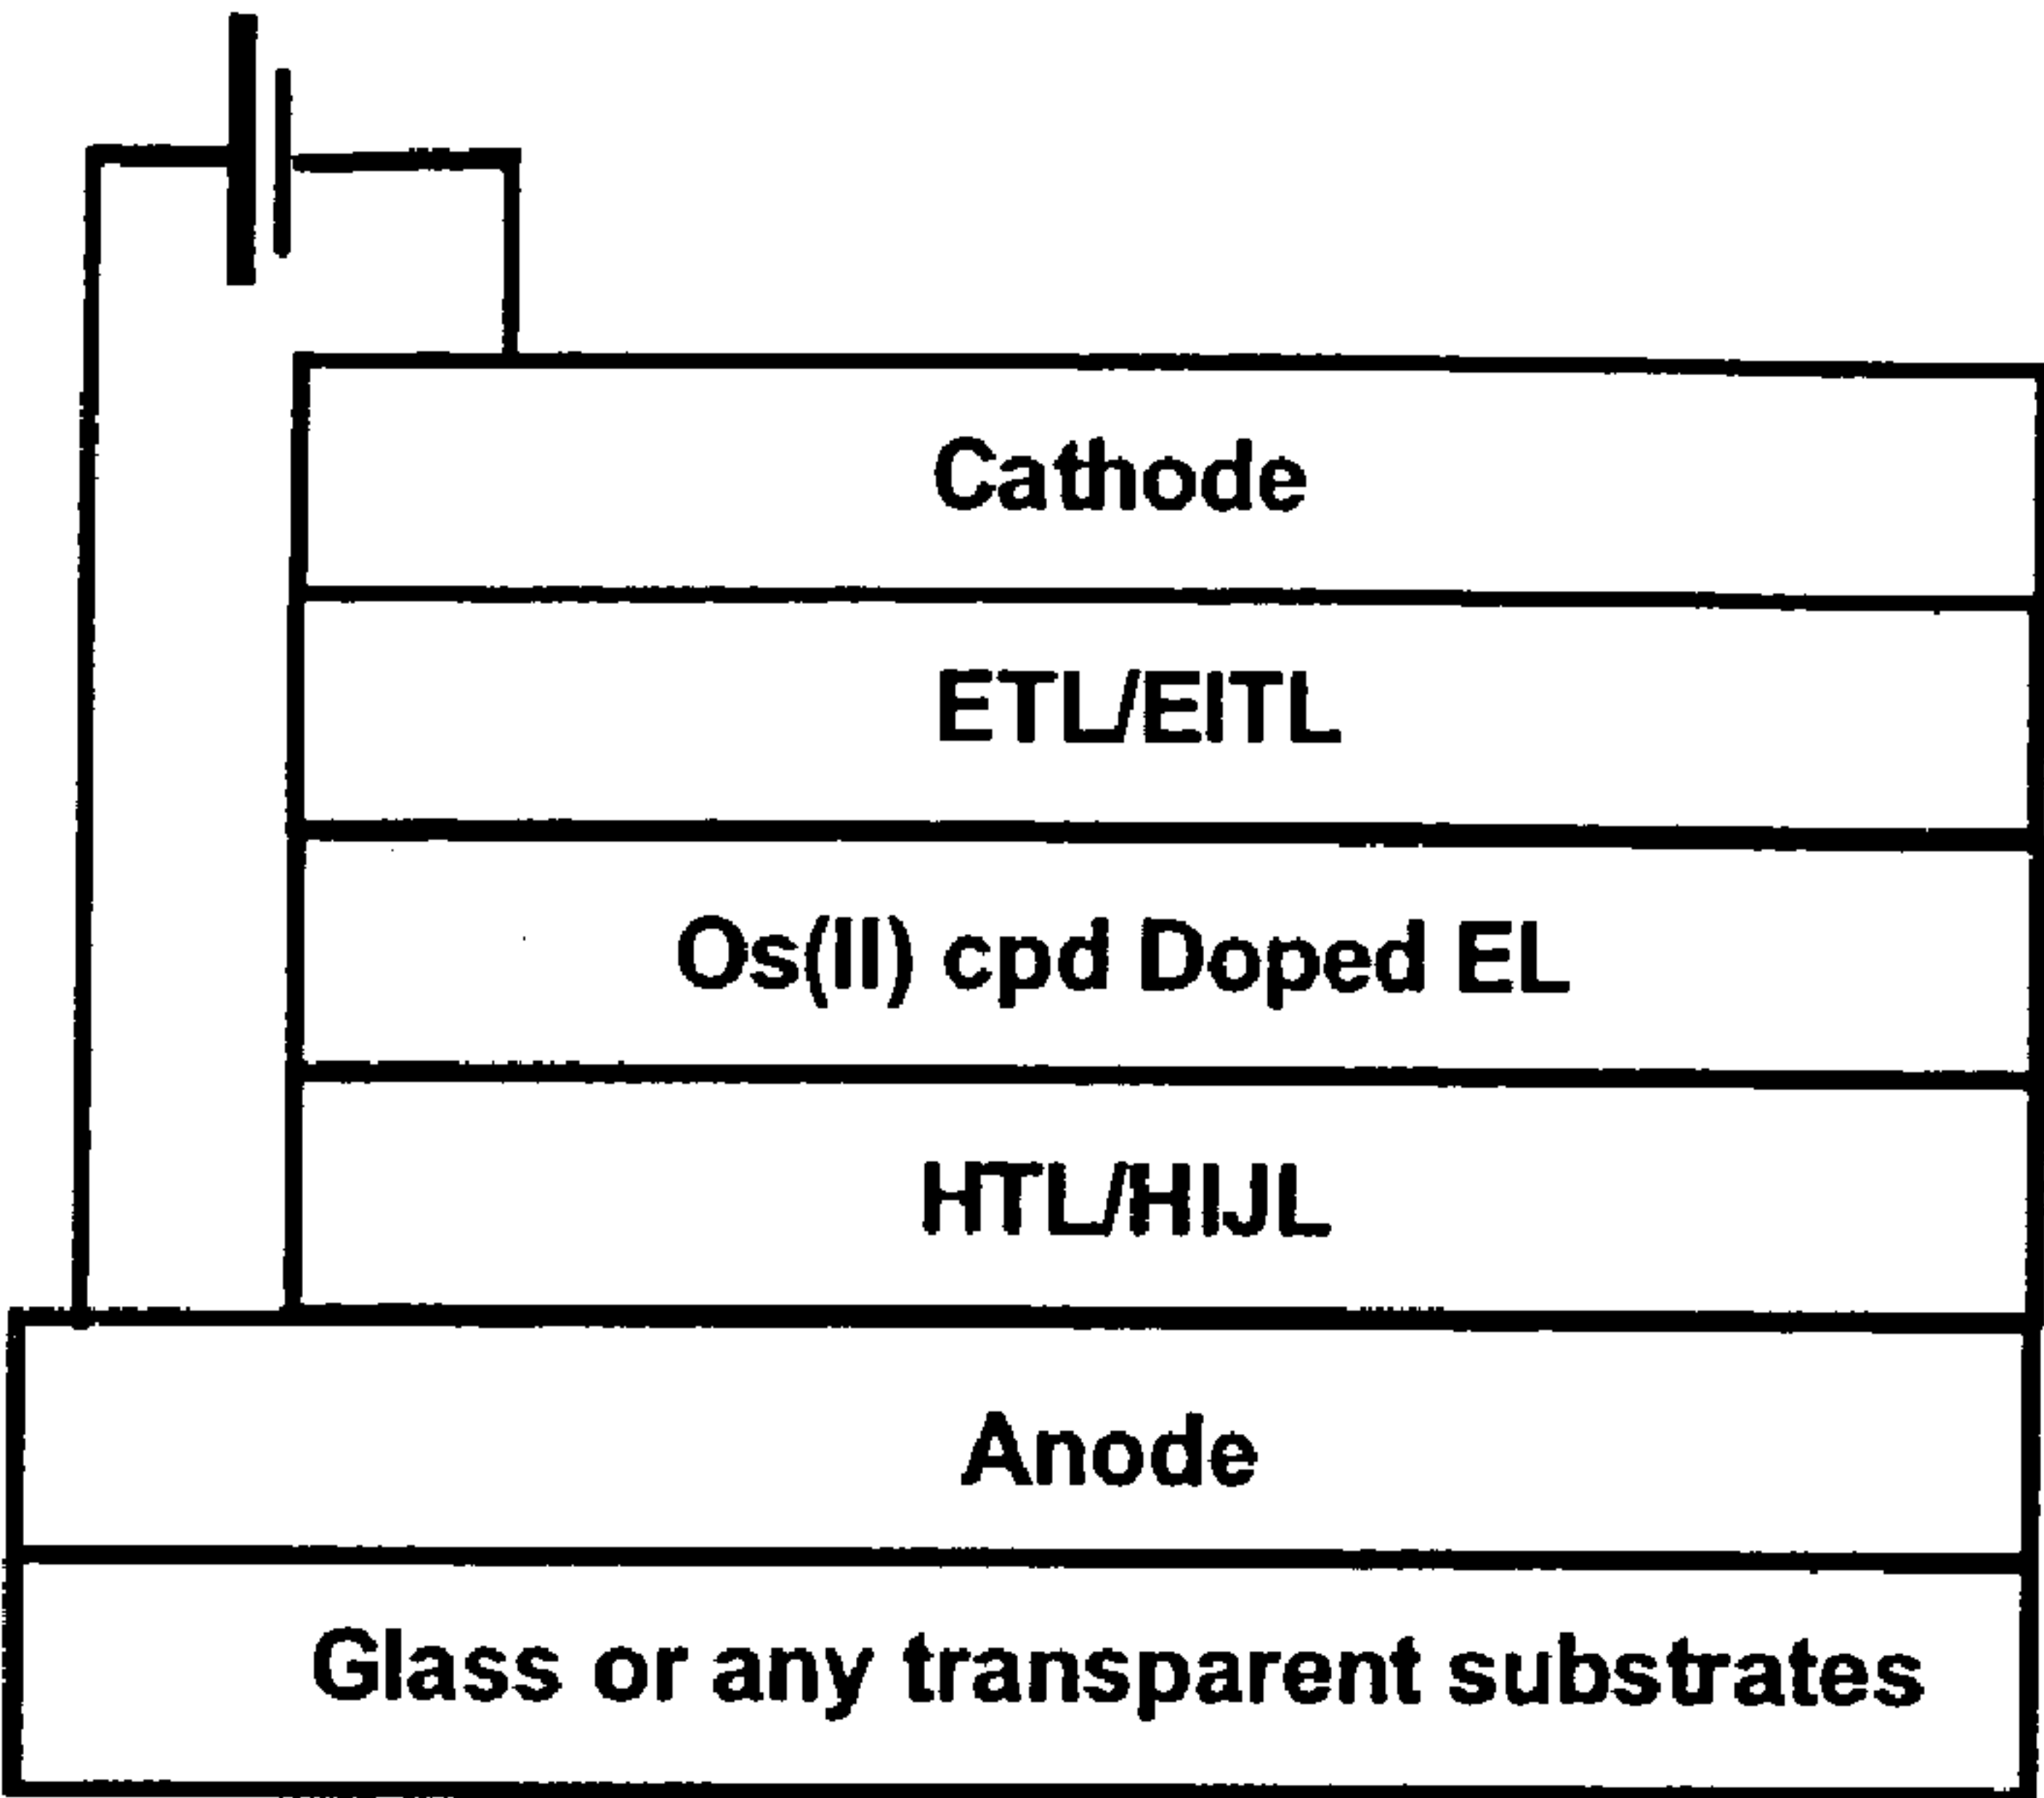 Cathode
ETL/EITL
Os(II) cpd Doped EL
HTL/HIJL
Anode
Glass or any transparent substrates